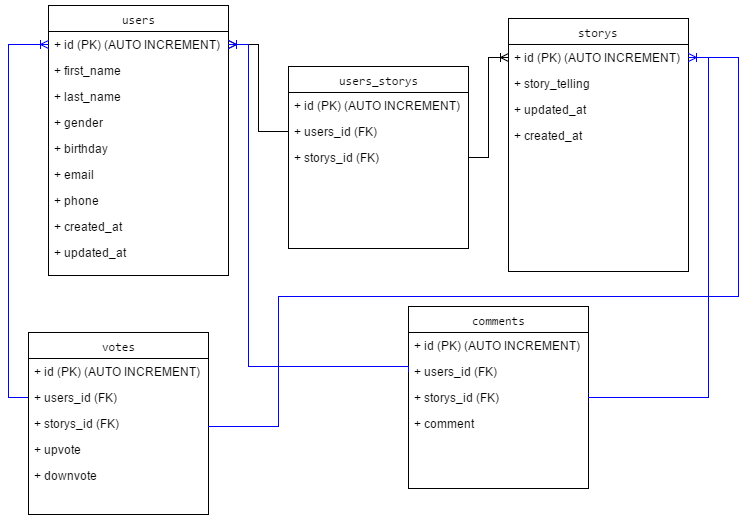 users
+ id (PK) (AUTO INCREMENT)
+ first_name
+ last_name
+ gender
+ birthday
+ email
+ phone
+ created_at
+ updated_at
users_storys
+ id (PK) (AUTO INCREMENT)
+ users_id (FK)
+ storys_id (FK)
storys
+ id (PK) (AUTO INCREMENT)
+ story_telling
+ updated_at
+ created_at
votes
+ id (PK) (AUTO INCREMENT)
+ users_id (FK)
+ storys_id (FK)
+ upvote
+ downvote
comments
+ id (PK) (AUTO INCREMENT)
+ users_id (FK)
+ storys_id (FK)
+ comment